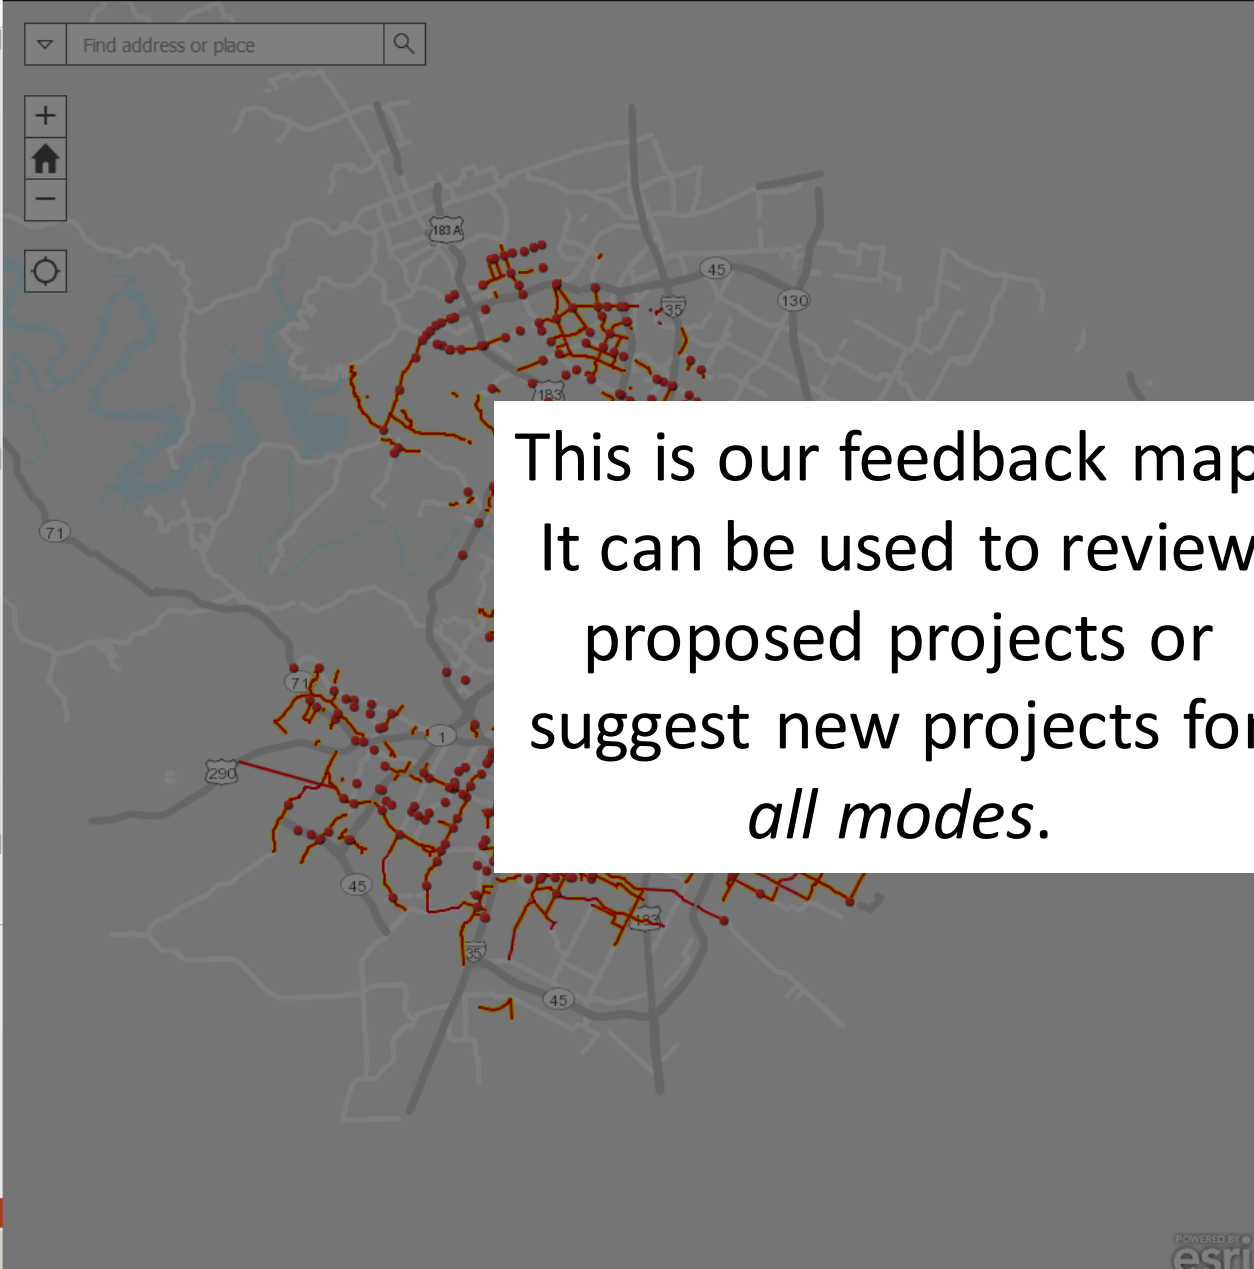 Find address or place
183 A
45
35
130
183
This is our feedback map
It can be used to review
proposed projects or
suggest new projects for
all modes.
71
71
1
290
45
183
35
45
POWERED BY
esri